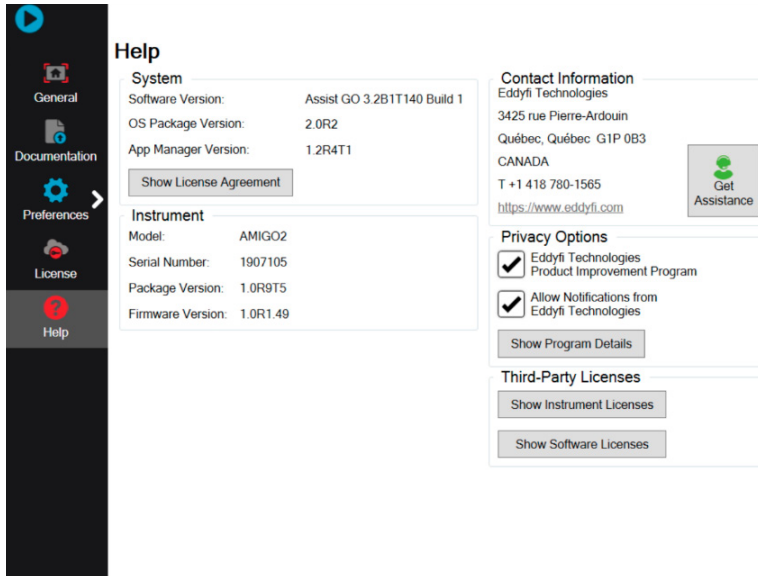 General
Documentation
Preferences
License
Help
Help
System
Software Version: Assist GO 3.2B1T140 Build 1
OS Package Version: 2.0R2
App Manager Version: 1.2R4T1
Show License Agreement
Instrument
Model: AMIGO2
Serial Number: 1907105
Package Version: 1.0R9T5
Firmware Version: 1.0R1.49
Contact Information
Eddyfi Technologies
3425 rue Pierre-Ardouin
Québec, Québec G1P 0B3
CANADA
T +1 418 780-1565
https://www.eddyfi.com
Get
Assistance
Privacy Options
Eddyfi Technologies
Product Improvement Program
Allow Notifications from
Eddyfi Technologies
Show Program Details
Third-Party Licenses
Show Instrument Licenses
Show Software Licenses